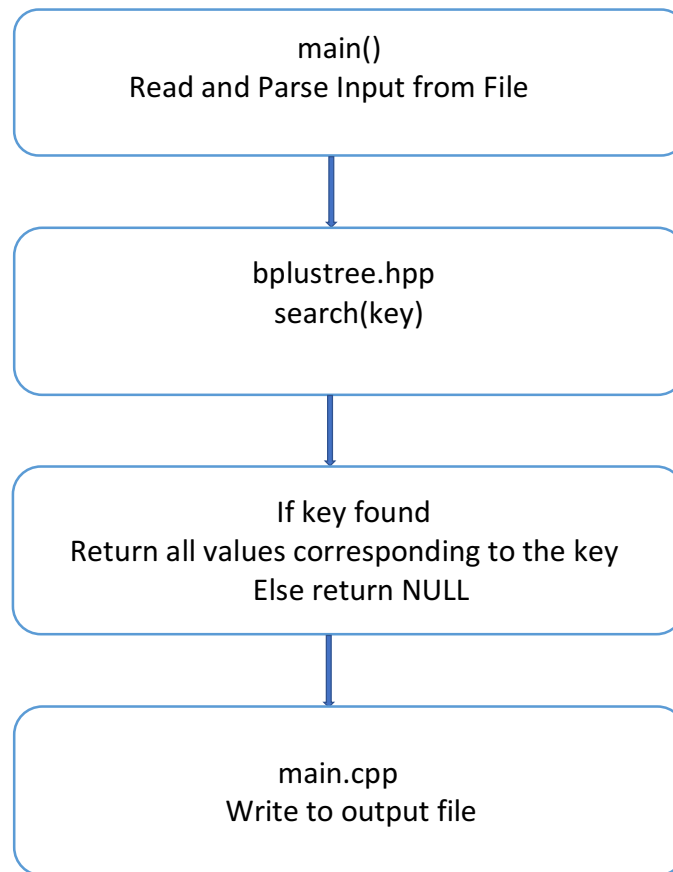 main()
Read and Parse Input from File
bplustree.hpp
search(key)
If key found
Return all values corresponding to the key
Else return NULL
main.cpp
Write to output file